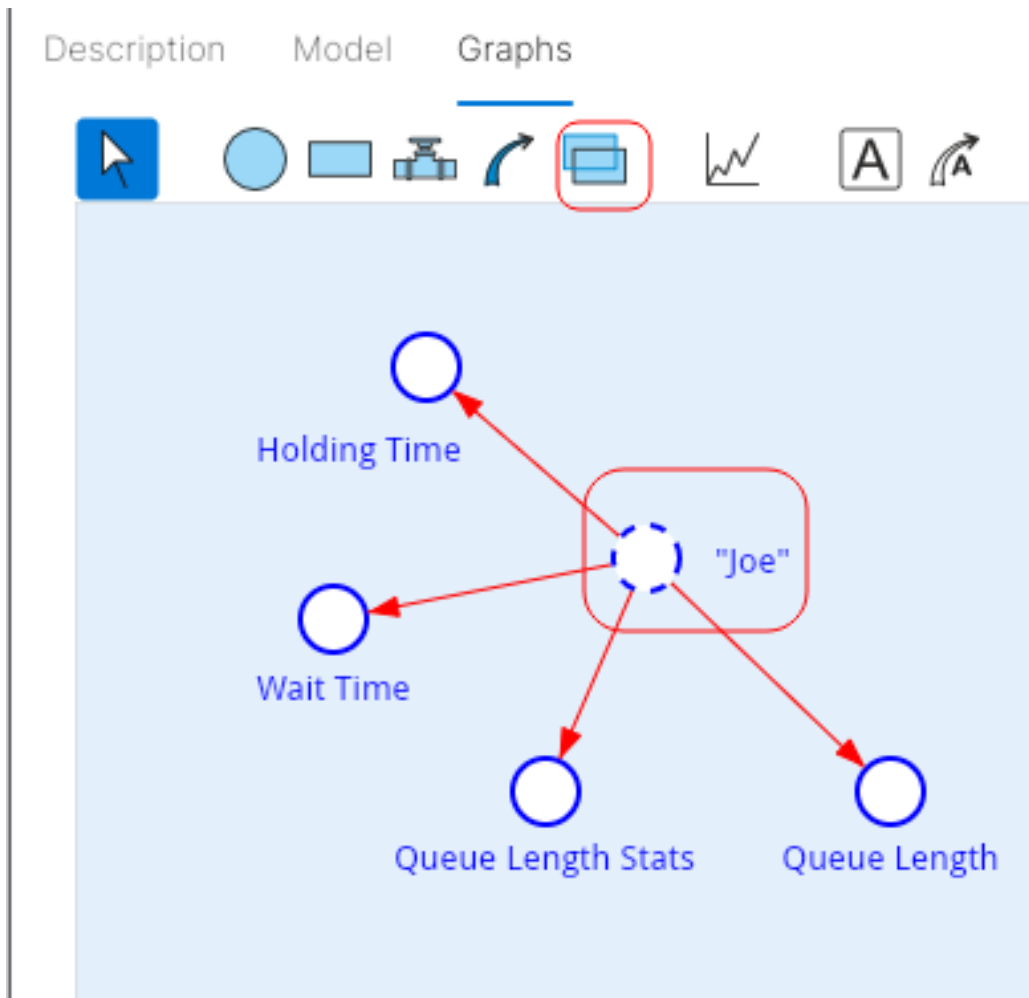 Description Model Graphs
A A
Holding Time
"Joe"
Wait Time
Queue Length Stats Queue Length